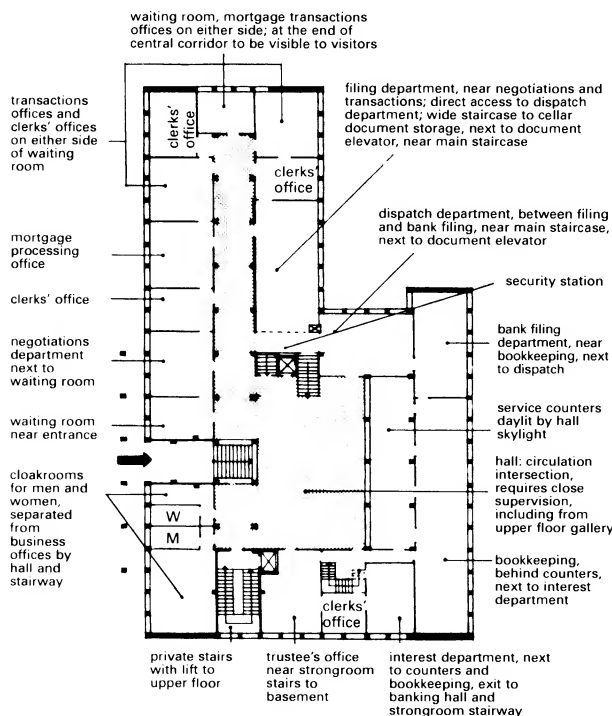 waiting room, mortgage transactions
offices on either side; at the end of
central corridor to be visible to visitors
transactions
offices and
clerks' offices
on either side
of waiting
room
mortgage
processing
office
clerks' office
negotiations
department
next to
waiting room
waiting room
near entrance
cloakrooms
for men and
women,
separated
from
business
offices by
hall and
stairway
clerks'
office
clerks'
office
W
M
clerks'
office
filing department, near negotiations and
transactions; direct access to dispatch
department; wide staircase to cellar
document storage, next to document
elevator, near main staircase
dispatch department, between filing
and bank filing, near main staircase,
next to document elevator
security station
bank filing
department, near
bookkeeping, next
to dispatch
service counters
daylit by hall
skylight
hall: circulation
intersection,
requires close
supervision,
including from
upper floor gallery
bookkeeping,
behind counters,
next to interest
department
private stairs
with lift to
upper floor
trustee's office
near strongroom
stairs to
basement
interest department, next
to counters and
bookkeeping, exit to
banking hall and
strongroom stairway